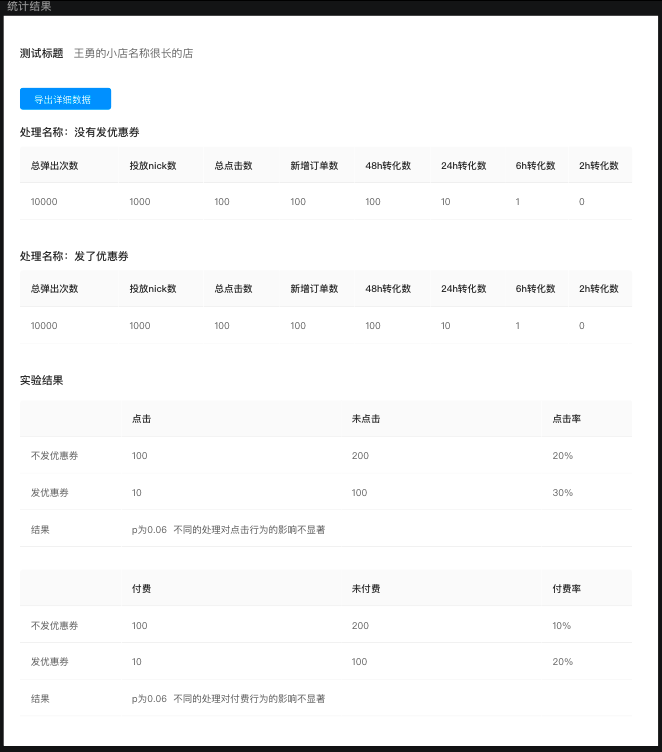 统计结果
测试标题 王勇的小店名称很长的店
导出详细数据
处理名称：没有发优惠券
总弹出次数 投放nick数 总点击数 新增订单数 48h转化数 24h转化数 6h转化数 2h转化数
10000 1000 100 100 100 10 1 0
处理名称：发了优惠券
总弹出次数 投放nick数 总点击数 新增订单数 48h转化数 24h转化数 6h转化数 2h转化数
10000 1000 100 100 100 10 1 0
实验结果
点击 未点击 点击率
不发优惠券 100 200 20%
发优惠券 10 100 30%
结果 p为0.06 不同的处理对点击行为的影响不显著
付费 未付费 付费率
不发优惠券 100 200 10%
发优惠券 10 100 20%
结果 p为0.06 不同的处理对付费行为的影响不显著